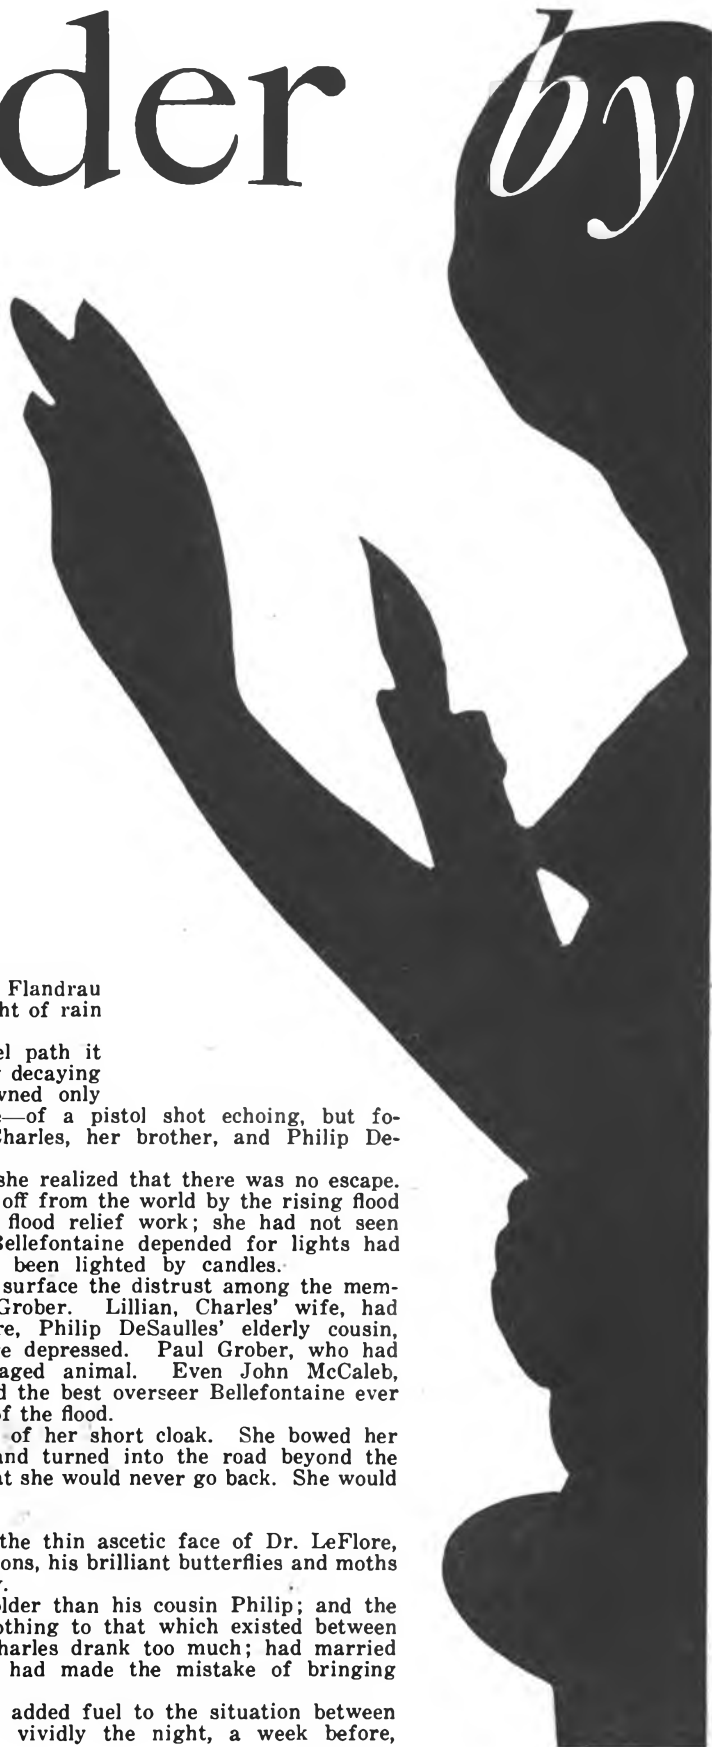 der by
Flandrau
ht of rain
el path it
decaying
wned only
—of a pistol shot echoing, but fo-
Charles, her brother, and Philip De-
she realized that there was no escape.
off from the world by the rising flood
flood relief work; she had not seen
Bellefontaine depended for lights had
been lighted by candles.
surface the distrust among the mem-
Grober. Lillian, Charles' wife, had
re, Philip DeSaulles' elderly cousin,
e depressed. Paul Grober, who had
aged animal. Even John McCaleb,
d the best overseer Bellefontaine ever
of the flood.
of her short cloak. She bowed her
and turned into the road beyond the
at she would never go back. She would
the thin ascetic face of Dr. LeFlore,
ons, his brilliant butterflies and moths
older than his cousin Philip; and the
othing to that which existed between
Charles drank too much; had married
had made the mistake of bringing
added fuel to the situation between
vividly the night, a week before,